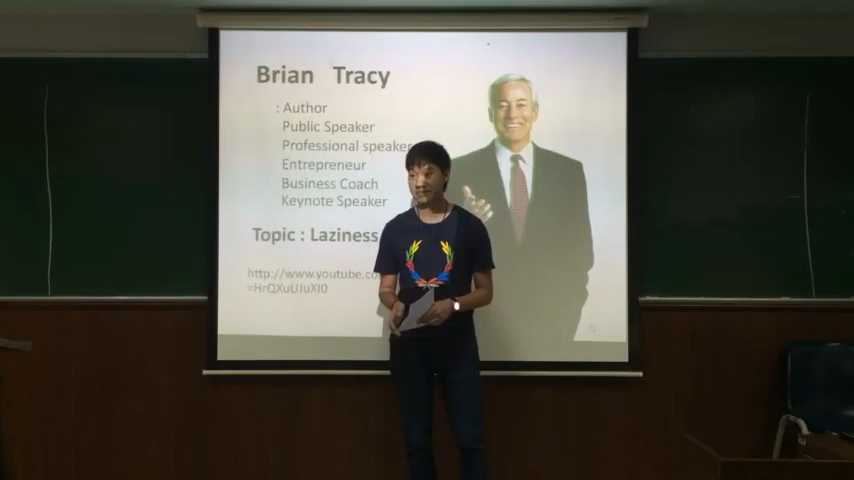 Brian Tracy
: Author
Public Speaker
Professional speaker
Entrepreneur
Business Coach
Keynote Speaker
Topic : Laziness
http://www.youtube.co
=HrQXuUJuXI0